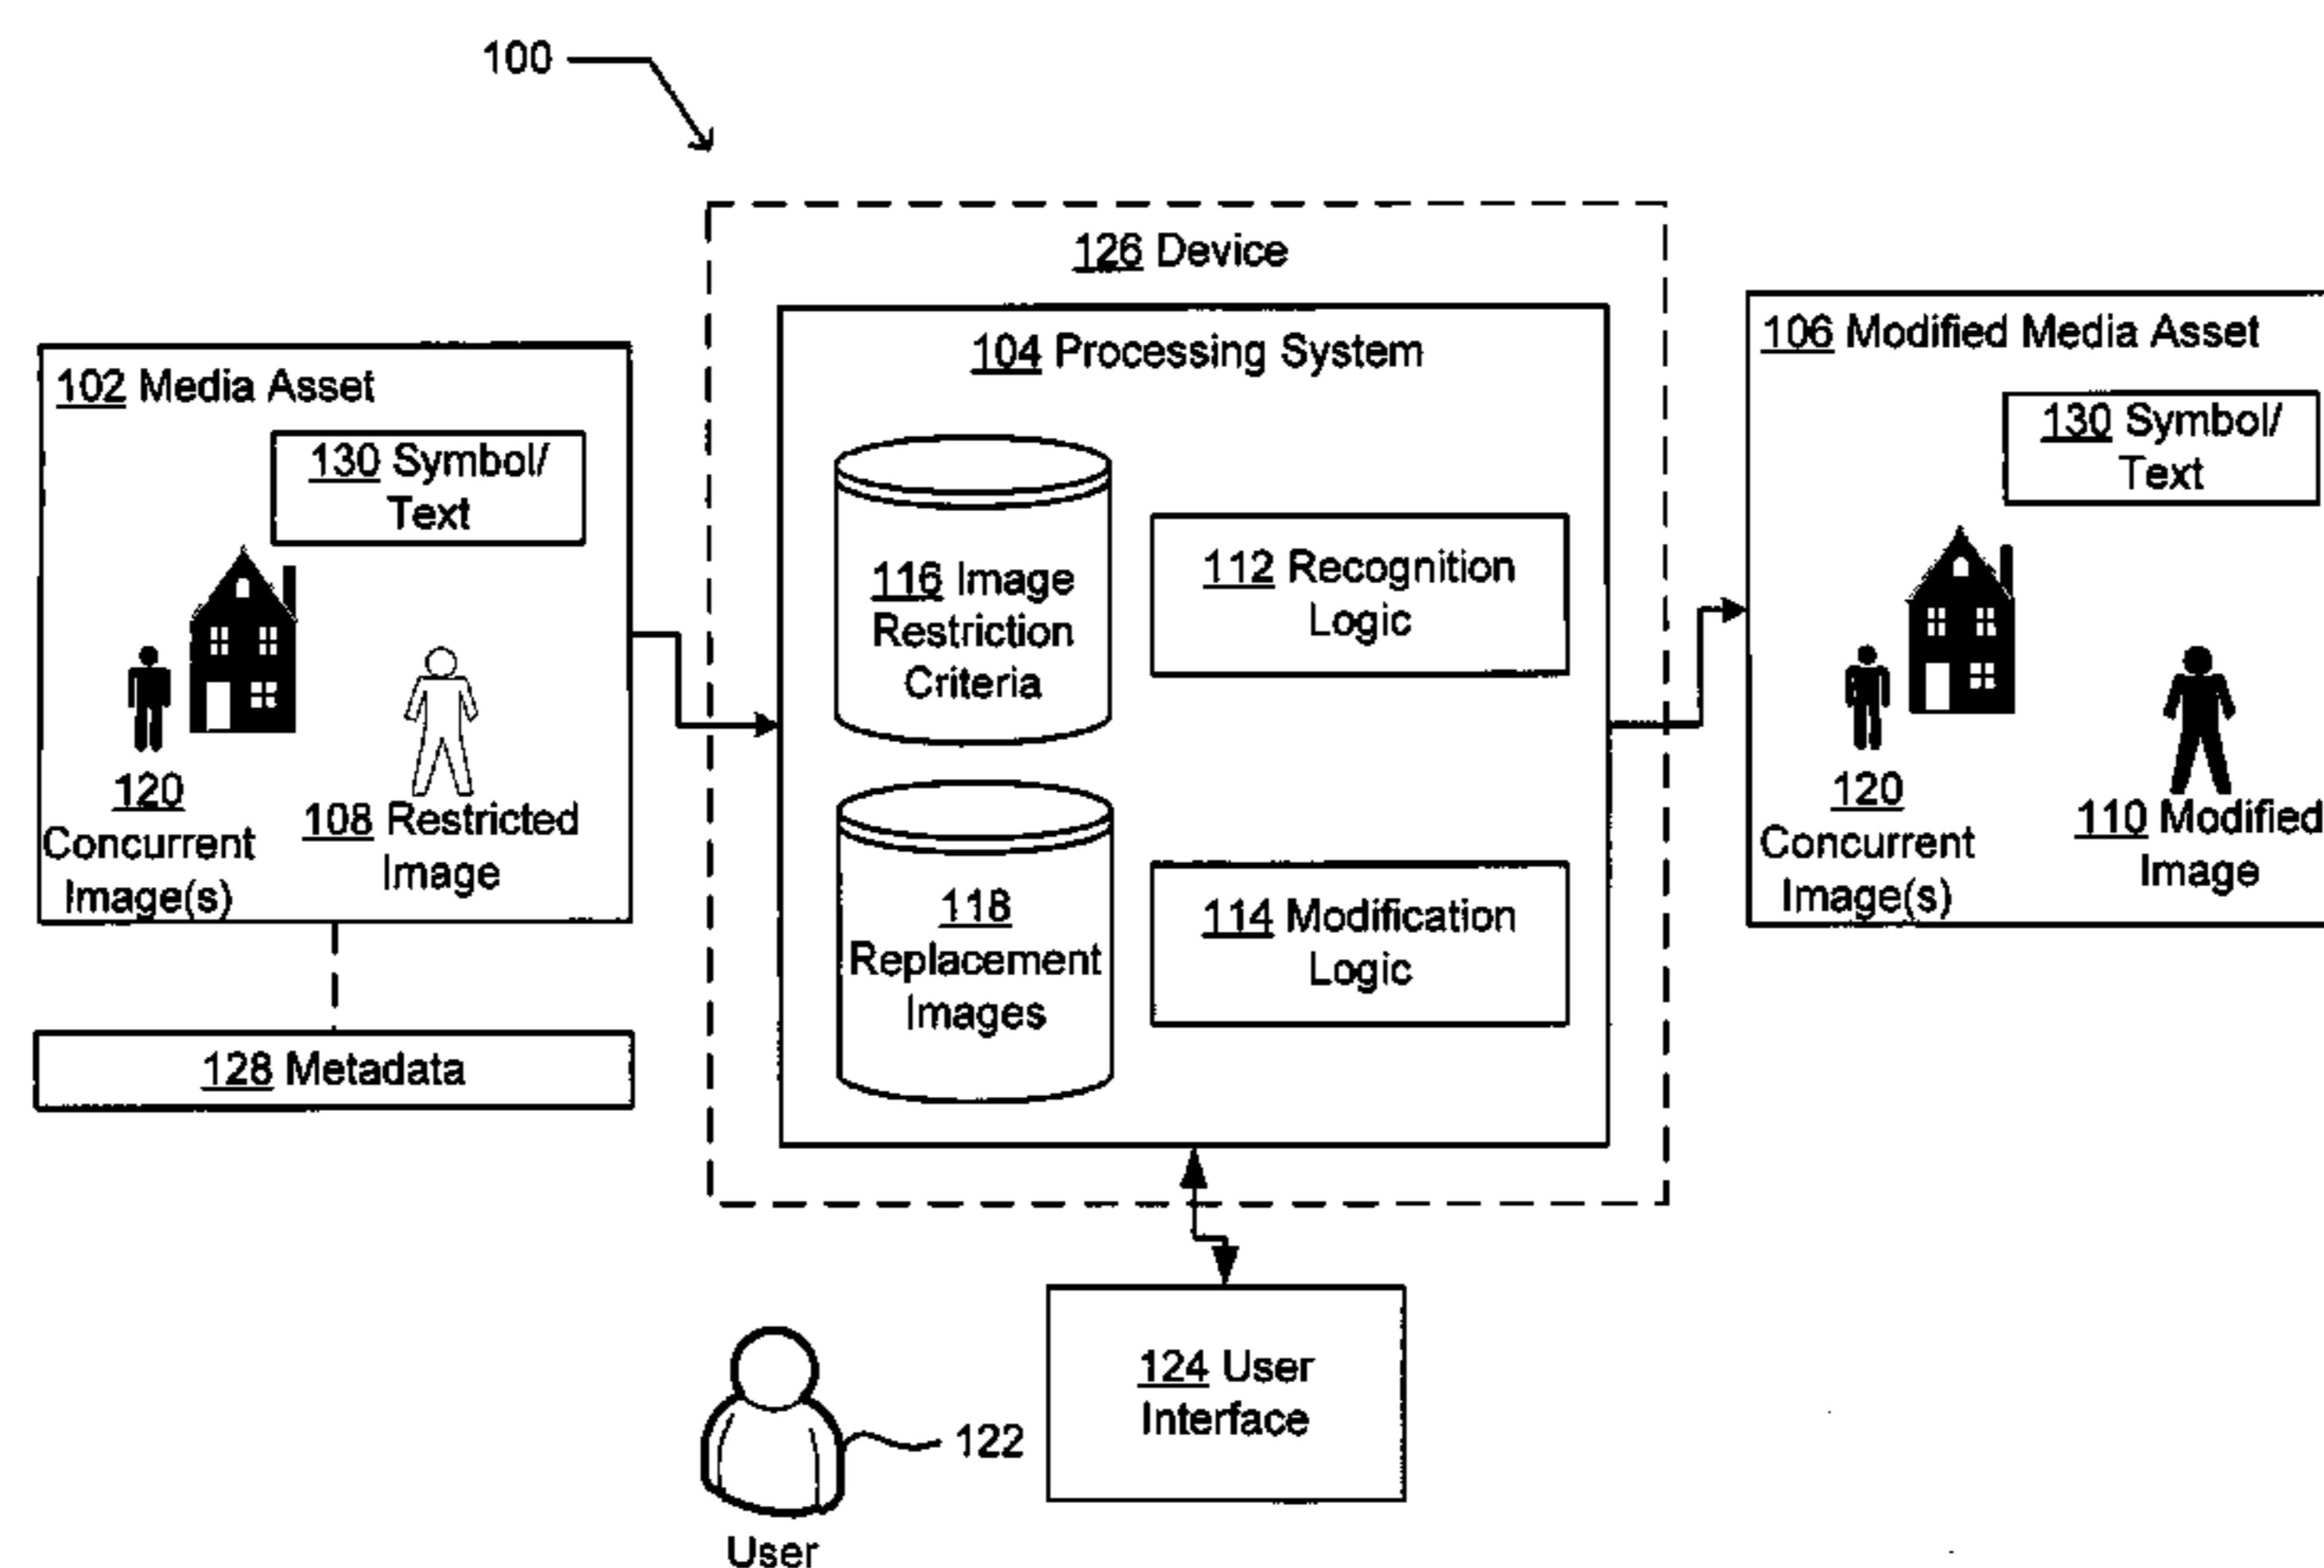 100
126 Device
104 Processing System
106 Modified Media Asset
102 Media Asset
130 Symbol/
Text
130 Symbol/
Text
116 Image
Restriction
Criteria
112 Recognition
Logic
120
Concurrent
Image(s)
108 Restricted
Image
118
Replacement
Images
114 Modification
Logic
120
Concurrent
Image(s)
110 Modified
Image
128 Metadata
124 User
Interface
122
User